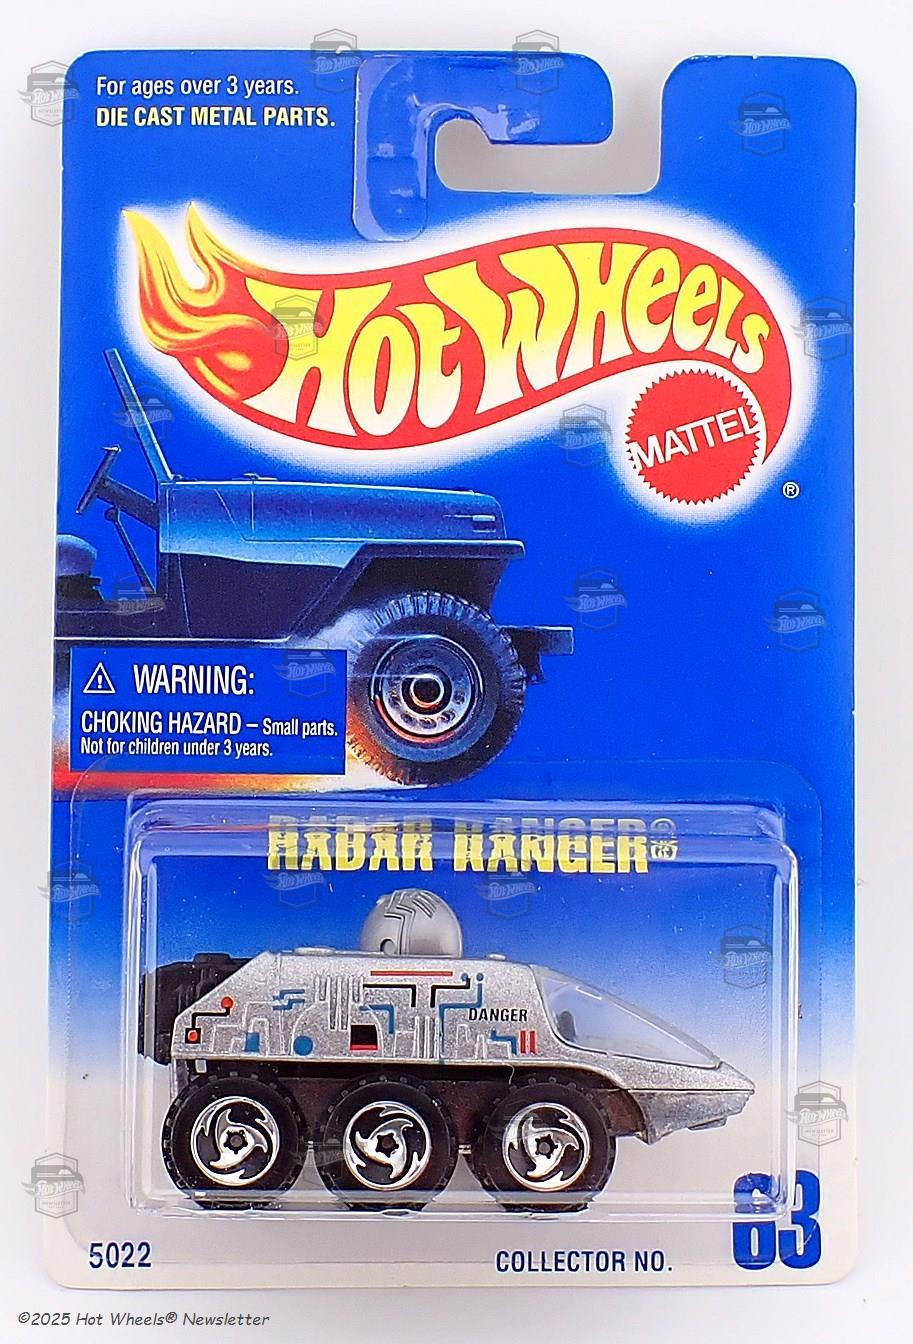 For ages over 3 years.
DIE CAST METAL PARTS.
HOT WHEELS
MATTEL
®
WARNING:
CHOKING HAZARD – Small parts.
Not for children under 3 years.
RADAR RANGER®
DANGER
5022
COLLECTOR NO.
63
©2025 Hot Wheels® Newsletter